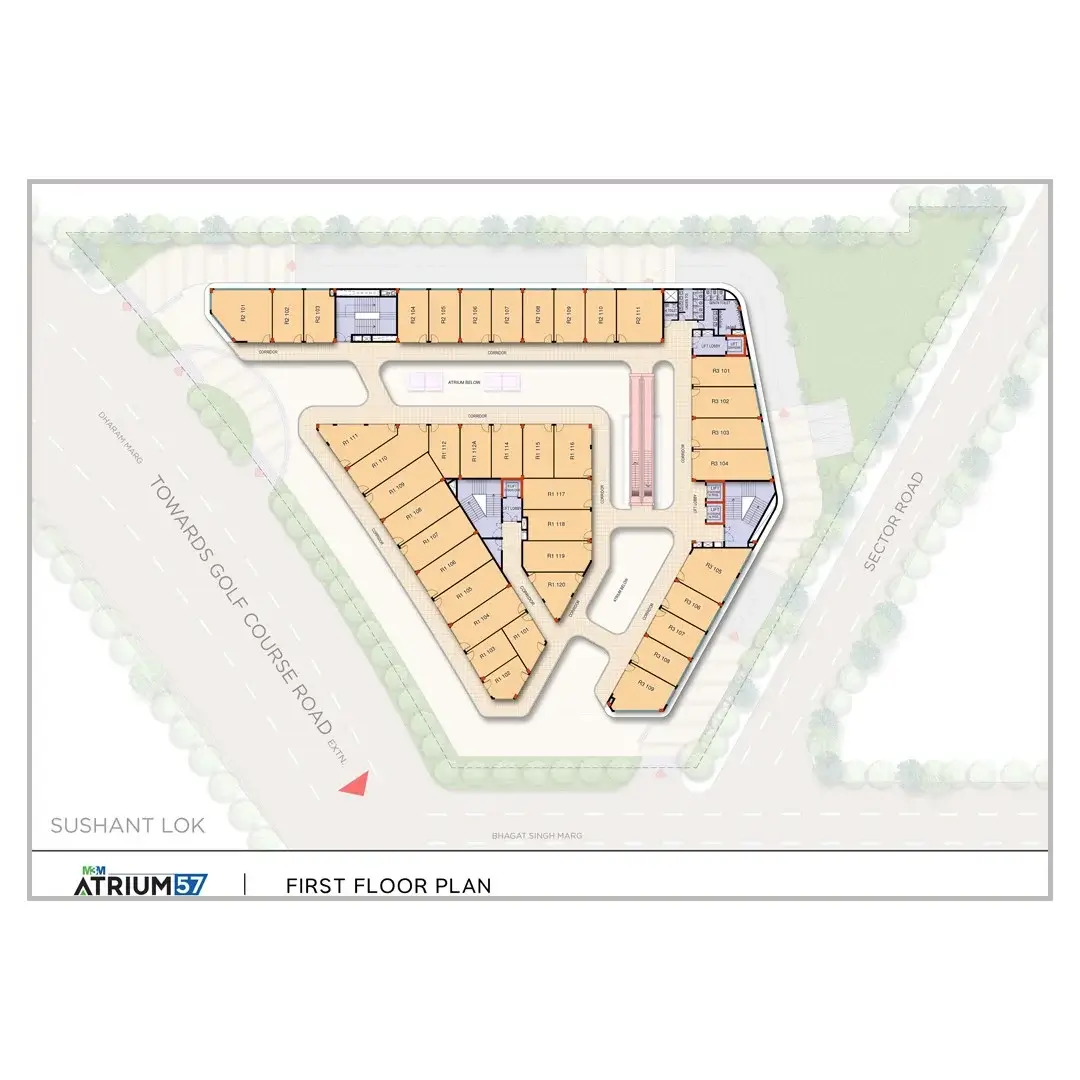 R2 101
R2 102
R2 103
R2 104
R2 105
R2 106
R2 107
R2 108
R2 109
R2 110
R2 111
LIFT LOBBY
LIFT
CORRIDOR
CORRIDOR
ATRIUM BELOW
CORRIDOR
R3 101
R3 102
R3 103
R3 104
CORRIDOR
R1 111
R1 110
R1 109
R1 108
R1 107
R1 106
R1 105
R1 104
R1 103
R1 102
R1 101
R1 112
R1 112A
R1 114
R1 115
R1 116
R1 117
R1 118
R1 119
R1 120
LIFT LOBBY
CORRIDOR
CORRIDOR
CORRIDOR
CORRIDOR
ATRIUM BELOW
CORRIDOR
LIFT LOBBY
LIFT
LIFT
R3 105
R3 106
R3 107
R3 108
R3 109
DHARAM MARG
TOWARDS GOLF COURSE ROAD EXTN.
SECTOR ROAD
SUSHANT LOK
BHAGAT SINGH MARG
M3M
ATRIUM57
FIRST FLOOR PLAN